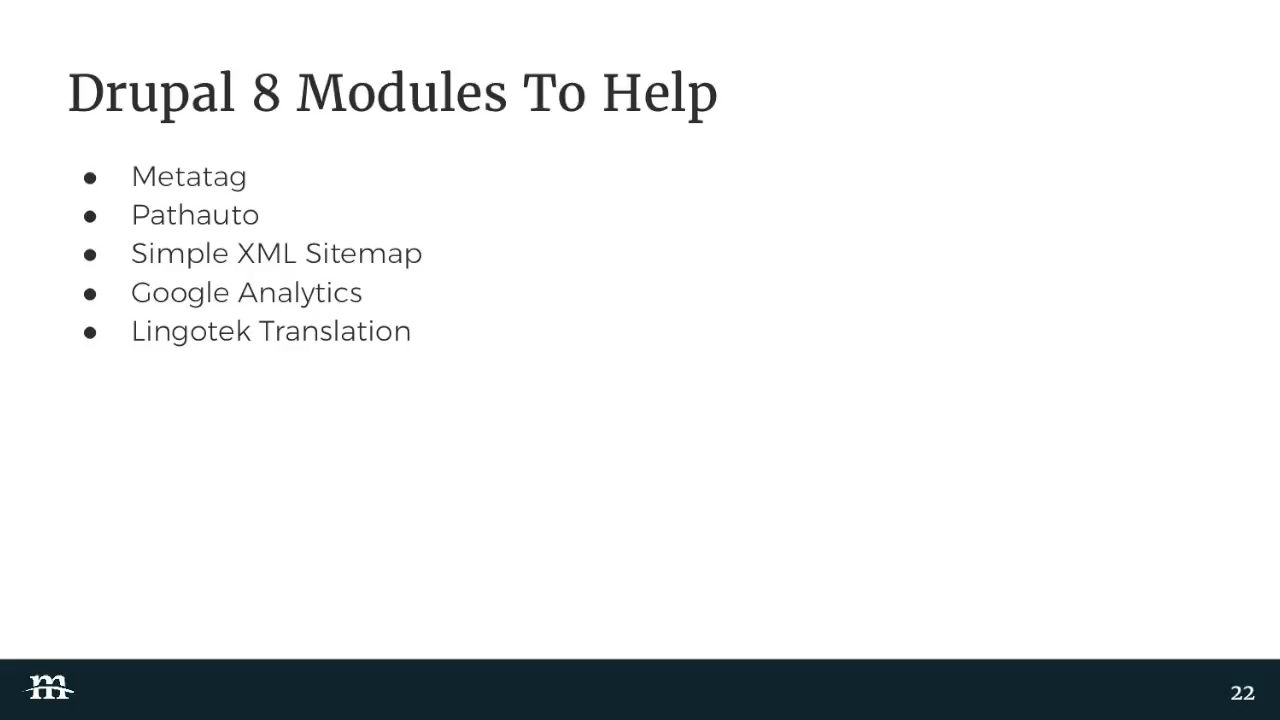 Drupal 8 Modules To Help
● Metatag
● Pathauto
● Simple XML Sitemap
● Google Analytics
● Lingotek Translation
m
22